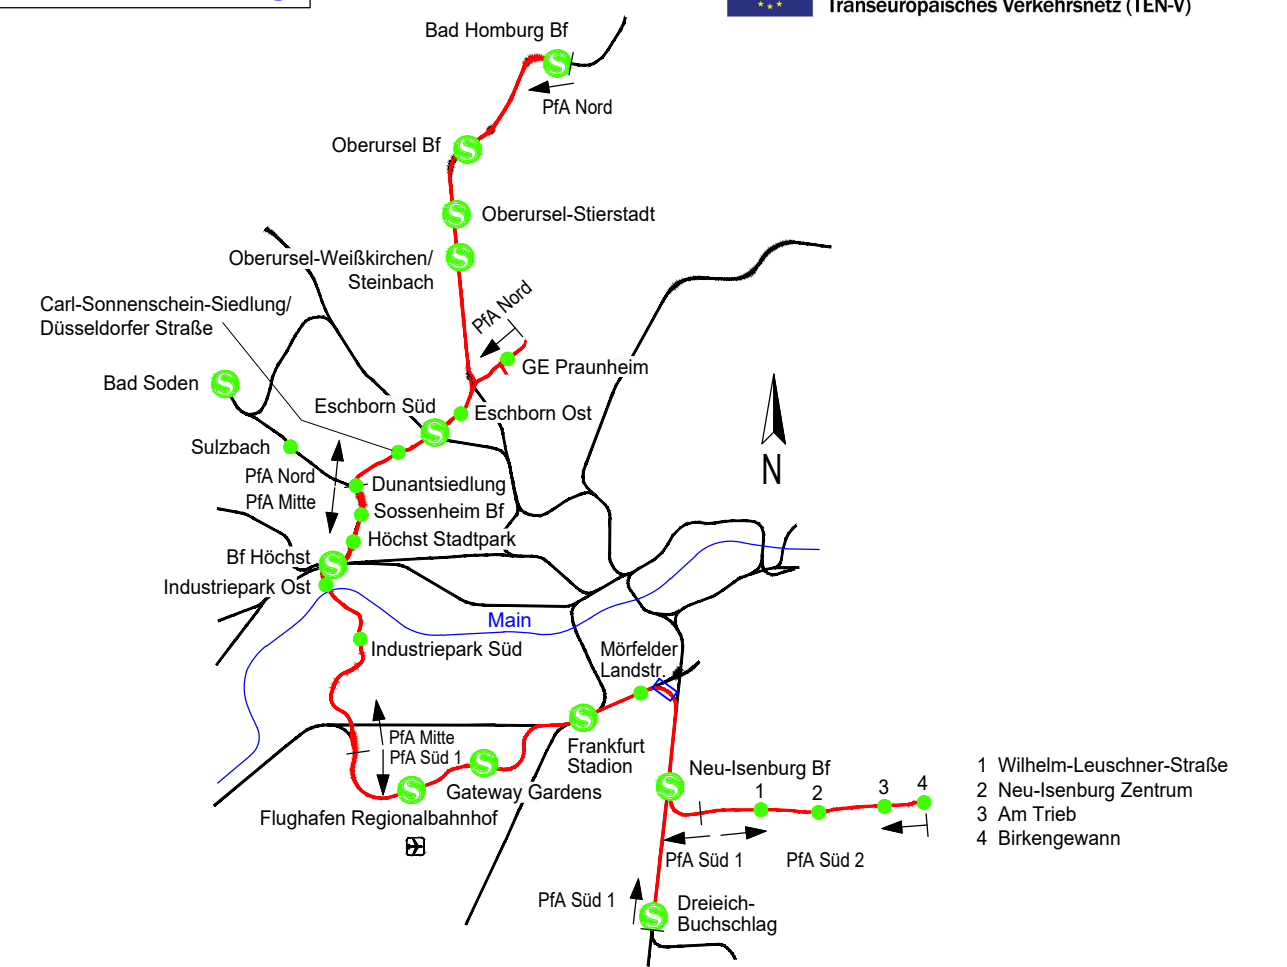 Transeuropäisches Verkehrsnetz (TEN-V)
Bad Homburg Bf
PfA Nord
Oberursel Bf
Oberursel-Stierstadt
Oberursel-Weißkirchen/
Steinbach
Carl-Sonnenschein-Siedlung/
Düsseldorfer Straße
PfA Nord
GE Praunheim
Bad Soden
Eschborn Süd
Eschborn Ost
Sulzbach
PfA Nord
PfA Mitte
Dunantsiedlung
Sossenheim Bf
Höchst Stadtpark
N
Bf Höchst
Industriepark Ost
Main
Industriepark Süd
Mörfelder
Landstr.
PfA Mitte
PfA Süd 1
Frankfurt
Stadion
Gateway Gardens
Flughafen Regionalbahnhof
Neu-Isenburg Bf
1
2
3
4
PfA Süd 1
PfA Süd 2
1 Wilhelm-Leuschner-Straße
2 Neu-Isenburg Zentrum
3 Am Trieb
4 Birkengewann
PfA Süd 1
Dreieich-
Buchschlag